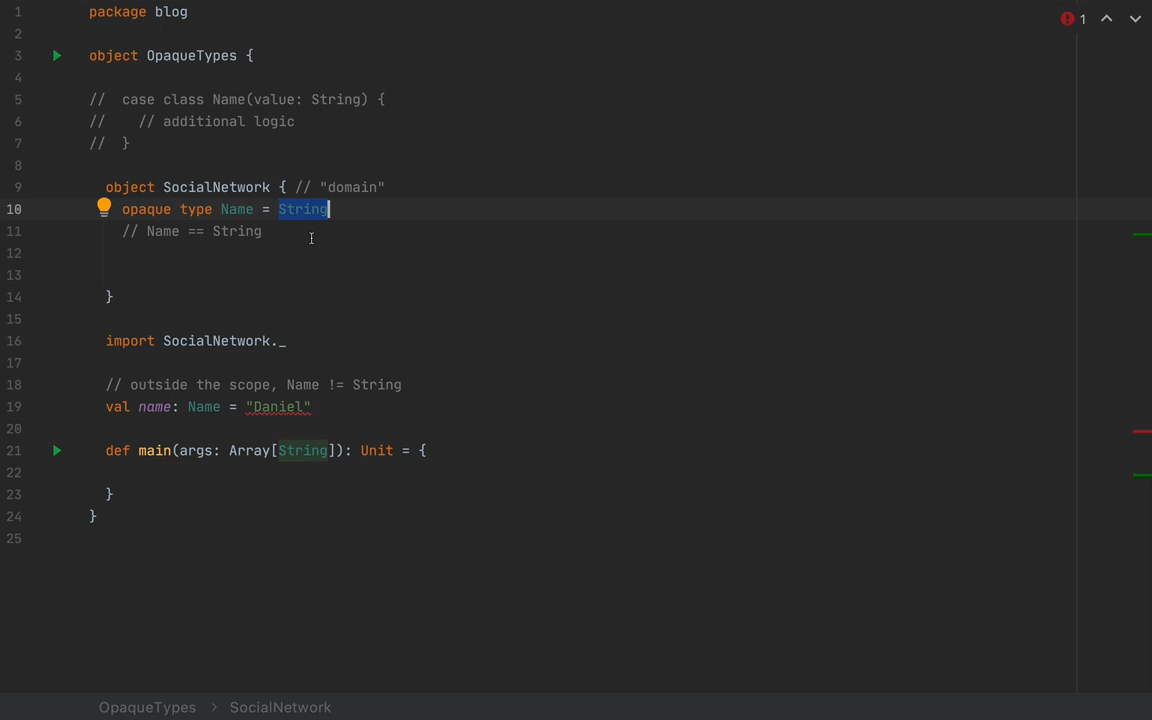 1 package blog
2
3 object OpaqueTypes {
4
5 // case class Name(value: String) {
6 // // additional logic
7 // }
8
9 object SocialNetwork { // "domain"
10 opaque type Name = String
11 // Name == String
12
13
14 }
15
16 import SocialNetwork._
17
18 // outside the scope, Name != String
19 val name: Name = "Daniel"
20
21 def main(args: Array[String]): Unit = {
22
23 }
24 }
25
1
OpaqueTypes > SocialNetwork